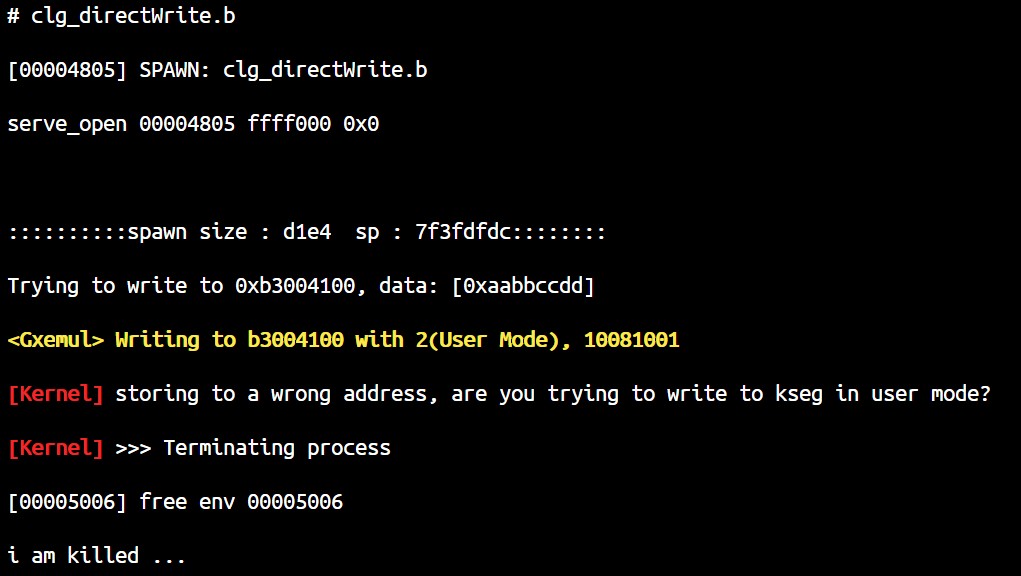 # clg_directWrite.b
[00004805] SPAWN: clg_directWrite.b
serve_open 00004805 ffff000 0x0
::::::::::spawn size : d1e4  sp : 7f3fdfdc::::::::
Trying to write to 0xb3004100, data: [0xaabbccdd]
<Gxemul> Writing to b3004100 with 2(User Mode), 10081001
[Kernel] storing to a wrong address, are you trying to write to kseg in user mode?
[Kernel] >>> Terminating process
[00005006] free env 00005006
i am killed ...